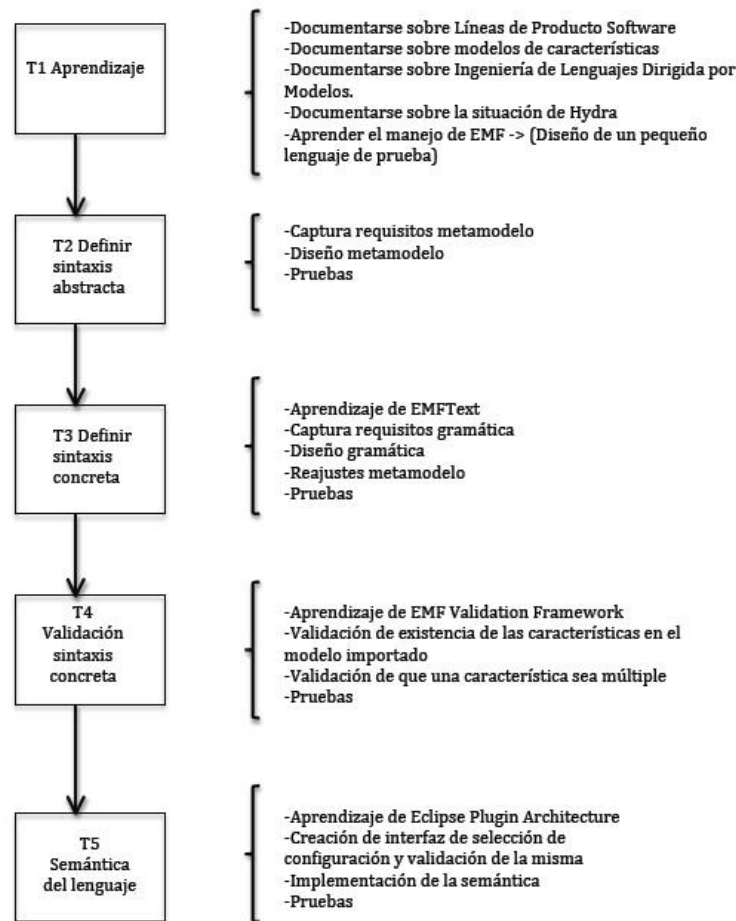 T1 Aprendizaje
-Documentarse sobre Líneas de Producto Software
-Documentarse sobre modelos de características
-Documentarse sobre Ingeniería de Lenguajes Dirigida por
Modelos.
-Documentarse sobre la situación de Hydra
-Aprender el manejo de EMF -> (Diseño de un pequeño
lenguaje de prueba)
T2 Definir
sintaxis
abstracta
-Captura requisitos metamodelo
-Diseño metamodelo
-Pruebas
T3 Definir
sintaxis
concreta
-Aprendizaje de EMFText
-Captura requisitos gramática
-Diseño gramática
-Reajustes metamodelo
-Pruebas
T4
Validación
sintaxis
concreta
-Aprendizaje de EMF Validation Framework
-Validación de existencia de las características en el
modelo importado
-Validación de que una característica sea múltiple
-Pruebas
T5
Semántica
del lenguaje
-Aprendizaje de Eclipse Plugin Architecture
-Creación de interfaz de selección de
configuración y validación de la misma
-Implementación de la semántica
-Pruebas